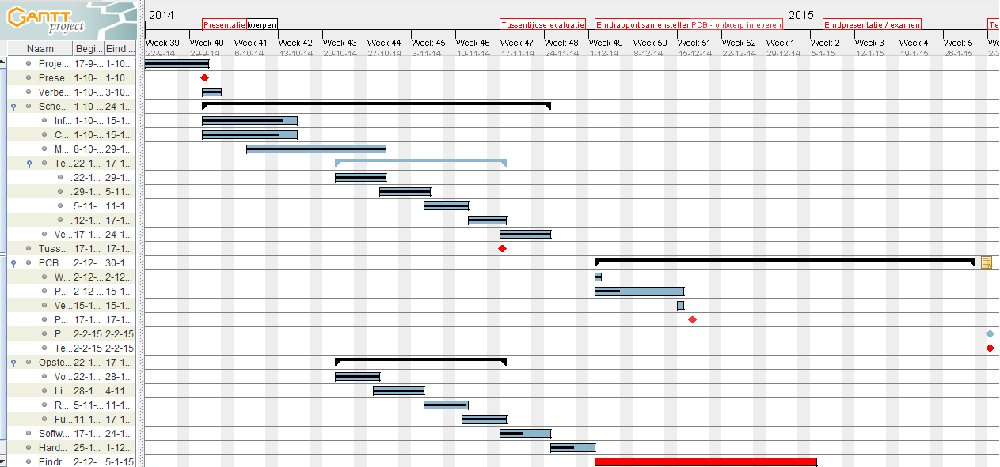 GANTT project
2014 2015
Presentatie twerpen Tussentijdse evaluatie Eindrapport samensteller PCB - ontwerp inleveren Eindpresentatie / examen Te
Week 39 Week 40 Week 41 Week 42 Week 43 Week 44 Week 45 Week 46 Week 47 Week 48 Week 49 Week 50 Week 51 Week 52 Week 1 Week 2 Week 3 Week 4 Week 5 We
22-9-14 29-9-14 6-10-14 13-10-14 20-10-14 27-10-14 3-11-14 10-11-14 17-11-14 24-11-14 1-12-14 8-12-14 15-12-14 22-12-14 29-12-14 5-1-15 12-1-15 19-1-15 26-1-15 2-2
Naam Begi... Eind ...
Proje... 17-9-... 1-10...
Prese... 1-10-... 1-10...
Verbe... 1-10-... 3-10...
Sche... 1-10-... 24-1...
Inf... 1-10-... 15-1...
C... 1-10-... 15-1...
M... 8-10-... 29-1...
Te... 22-1... 17-1...
.22-1... 29-1...
.29-1... 5-11...
.5-11-... 11-1...
.12-1... 17-1...
Ve... 17-1... 24-1...
Tuss... 17-1... 17-1...
PCB ... 2-12-... 30-1...
W... 2-12-... 2-12...
P... 2-12-... 15-1...
Ve... 15-1... 15-1...
P... 17-1... 17-1...
P... 2-2-15 2-2-15
Te... 2-2-15 2-2-15
Opste... 22-1... 17-1...
Vo... 22-1... 28-1...
Li... 28-1... 4-11...
R... 5-11-... 11-1...
Fu... 11-1... 17-1...
Softw... 17-1... 24-1...
Hard... 25-1... 1-12...
Eindr... 2-12-... 5-1-15